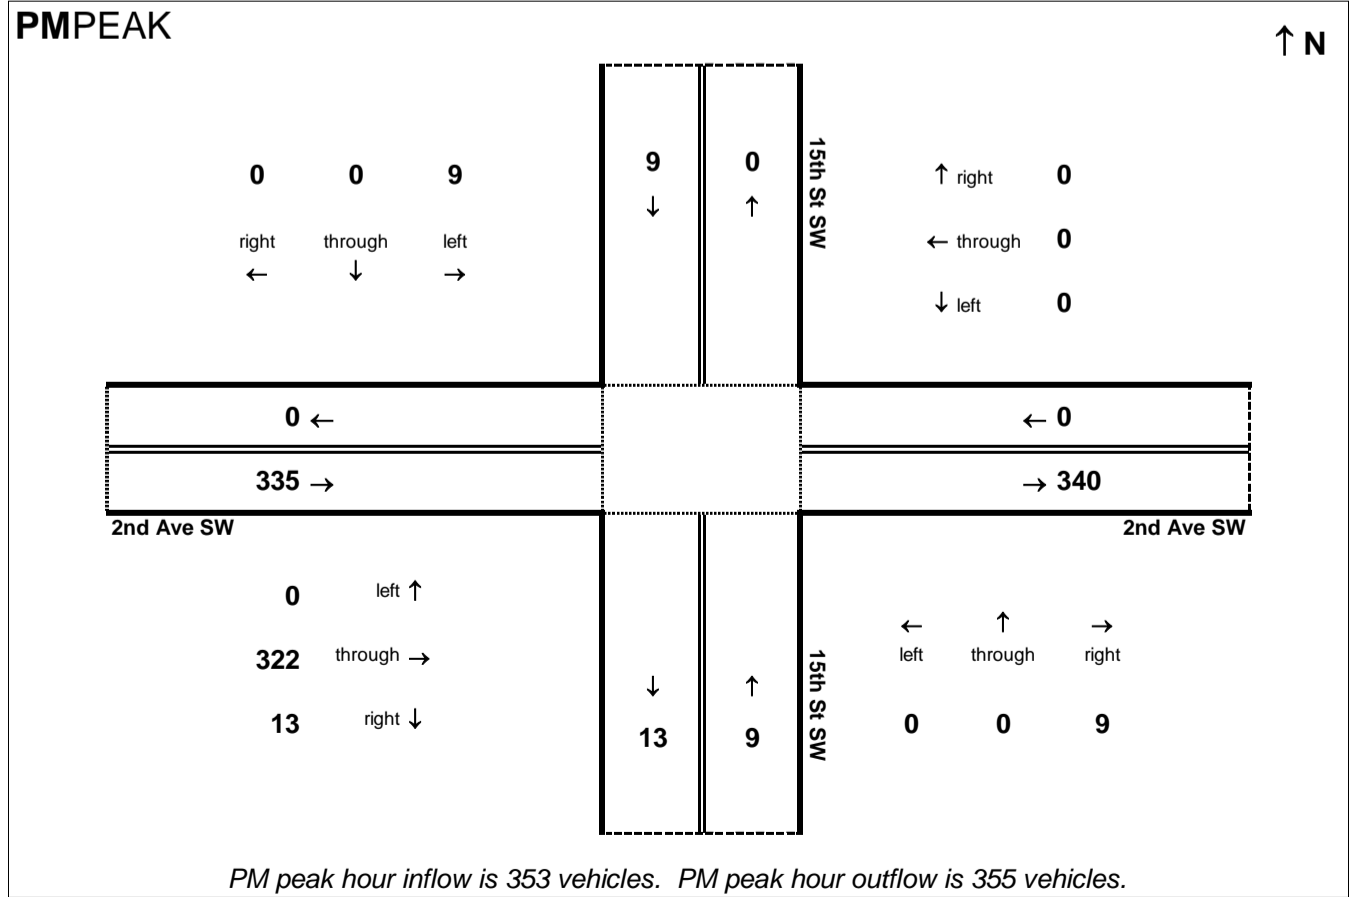 PMPEAK
↑ N
9 0
↓ ↑
15th St SW
0 0 9
right through left
← ↓ →
↑ right 0
← through 0
↓ left 0
0 ←
← 0
335 →
→ 340
2nd Ave SW
2nd Ave SW
0 left ↑
322 through →
13 right ↓
↓ ↑
13 9
15th St SW
← ↑ →
left through right
0 0 9
PM peak hour inflow is 353 vehicles. PM peak hour outflow is 355 vehicles.